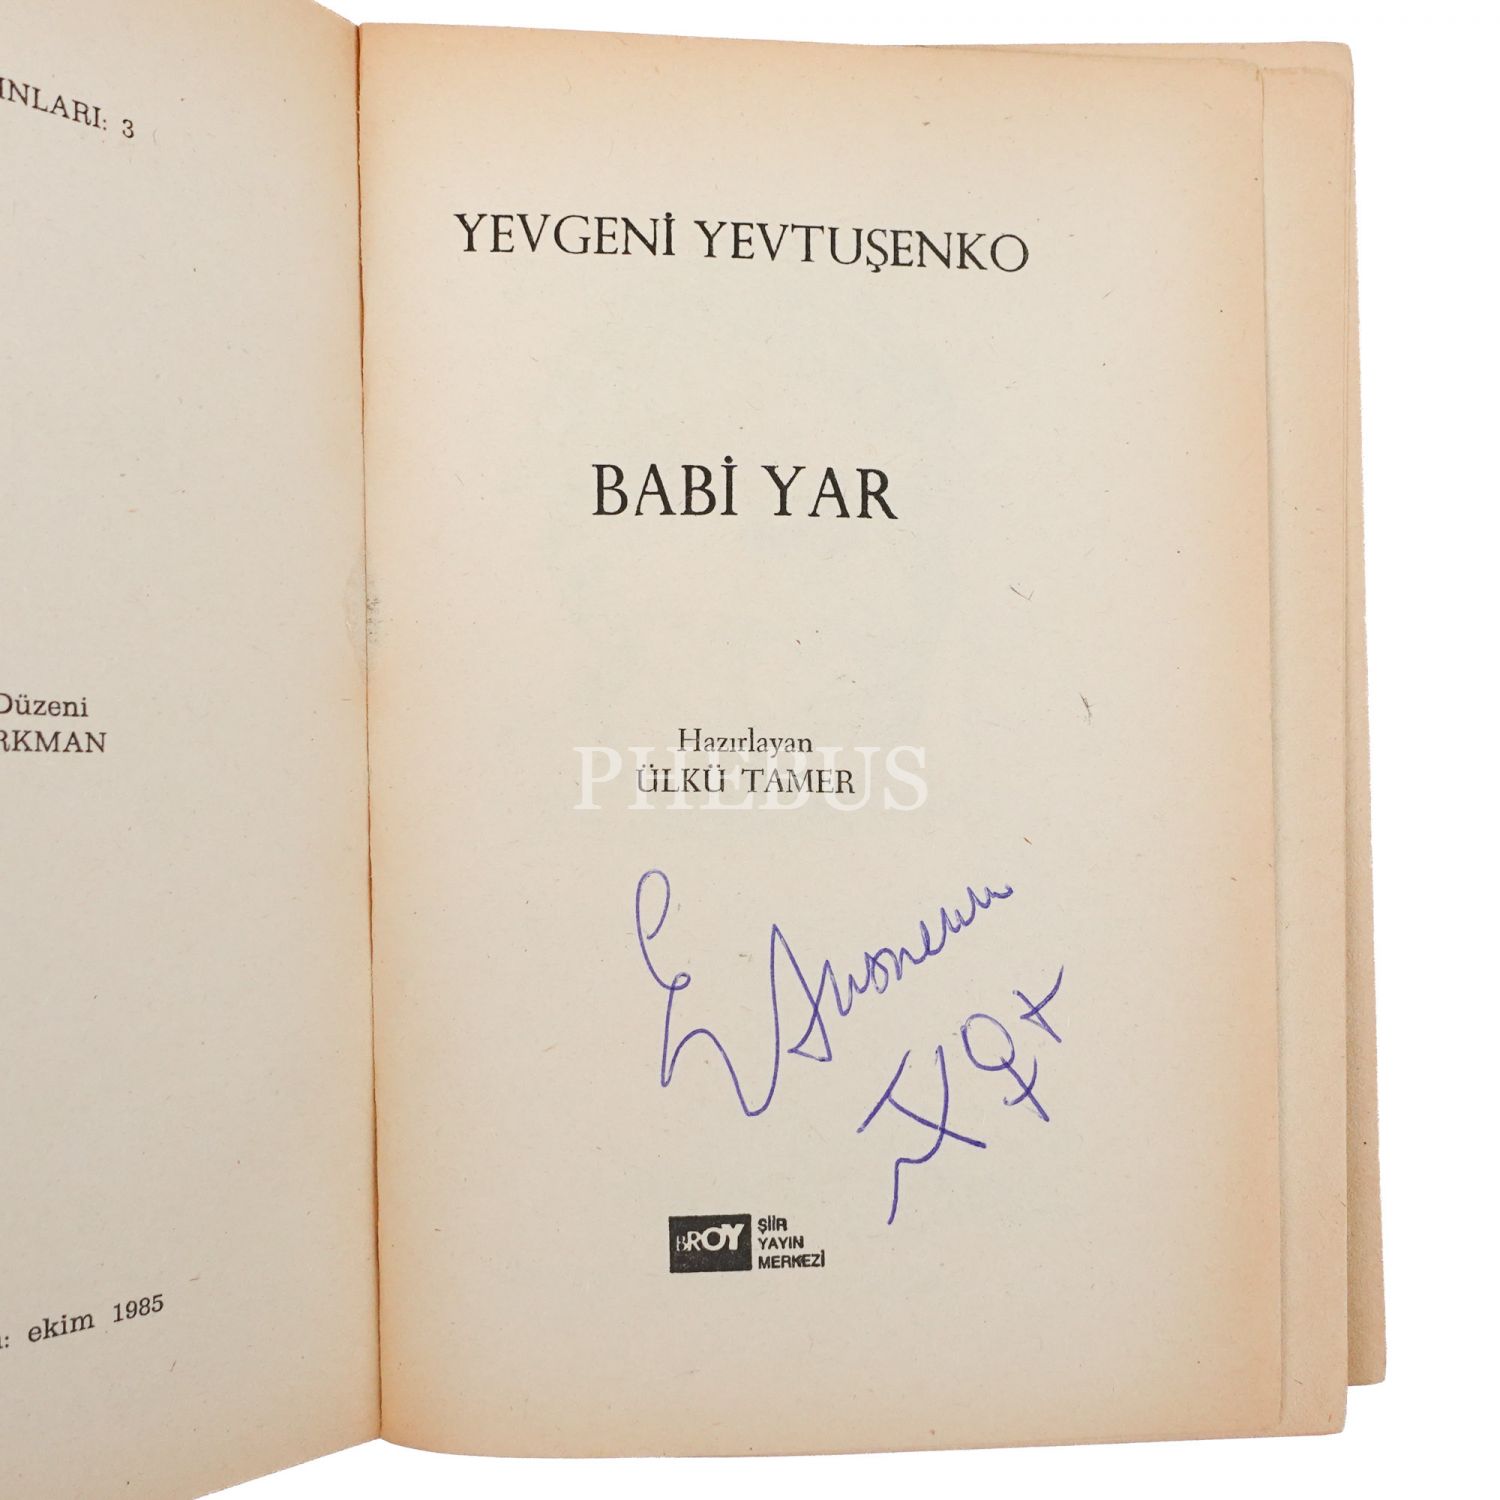 INLARI: 3
Düzeni
RKMAN
: ekim 1985
YEVGENİ YEVTUŞENKO
BABİ YAR
Hazırlayan
ÜLKÜ TAMER
PHEBUS
BROY ŞİİR
YAYIN
MERKEZİ